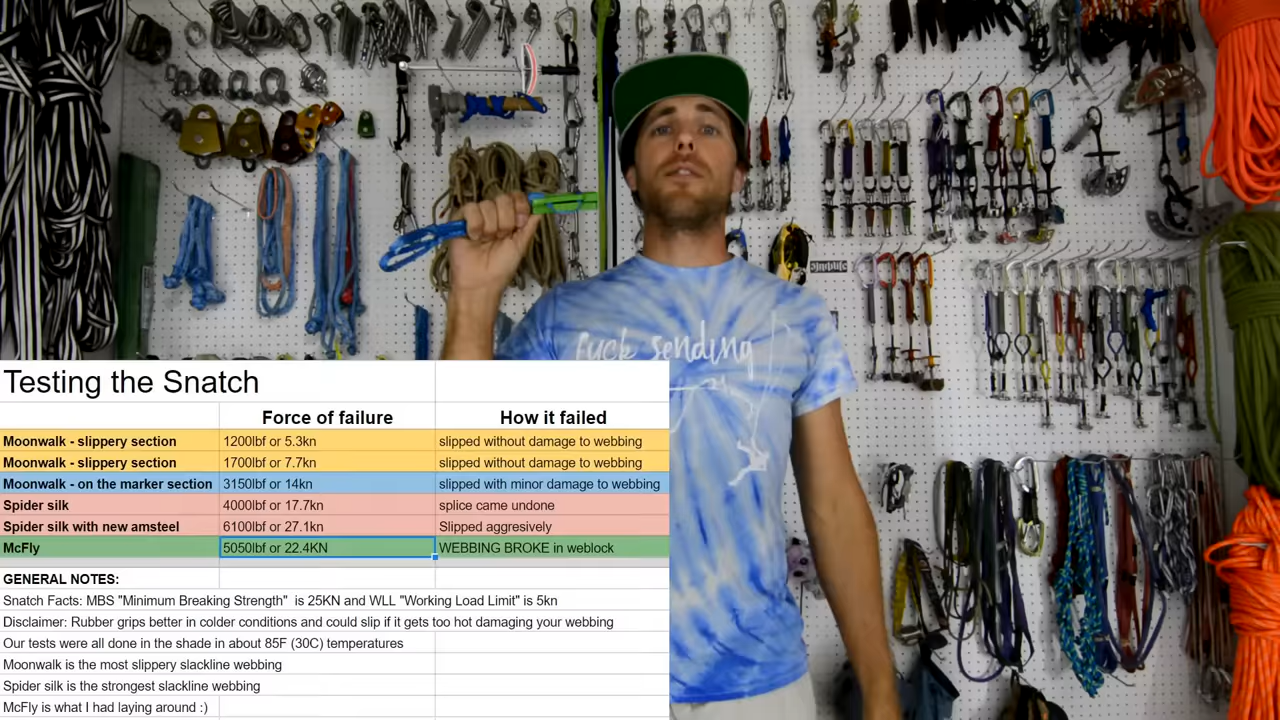 fuck sending
Testing the Snatch
Force of failure How it failed
Moonwalk - slippery section 1200lbf or 5.3kn slipped without damage to webbing
Moonwalk - slippery section 1700lbf or 7.7kn slipped without damage to webbing
Moonwalk - on the marker section 3150lbf or 14kn slipped with minor damage to webbing
Spider silk 4000lbf or 17.7kn splice came undone
Spider silk with new amsteel 6100lbf or 27.1kn Slipped aggresively
McFly 5050lbf or 22.4KN WEBBING BROKE in weblock
GENERAL NOTES:
Snatch Facts: MBS "Minimum Breaking Strength" is 25KN and WLL "Working Load Limit" is 5kn
Disclaimer: Rubber grips better in colder conditions and could slip if it gets too hot damaging your webbing
Our tests were all done in the shade in about 85F (30C) temperatures
Moonwalk is the most slippery slackline webbing
Spider silk is the strongest slackline webbing
McFly is what I had laying around :)